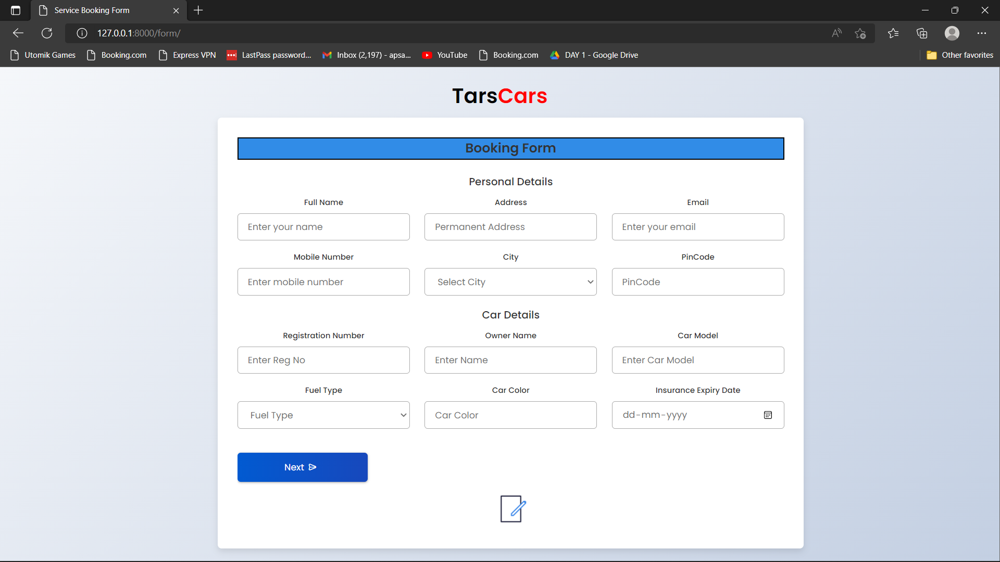 Service Booking Form
127.0.0.1:8000/form/
Utomik Games Booking.com Express VPN LastPass password... Inbox (2,197) - apsa... YouTube Booking.com DAY 1 - Google Drive Other favorites
TarsCars
Booking Form
Personal Details
Full Name Address Email
Enter your name Permanent Address Enter your email
Mobile Number City PinCode
Enter mobile number Select City PinCode
Car Details
Registration Number Owner Name Car Model
Enter Reg No Enter Name Enter Car Model
Fuel Type Car Color Insurance Expiry Date
Fuel Type Car Color dd-mm-yyyy
Next